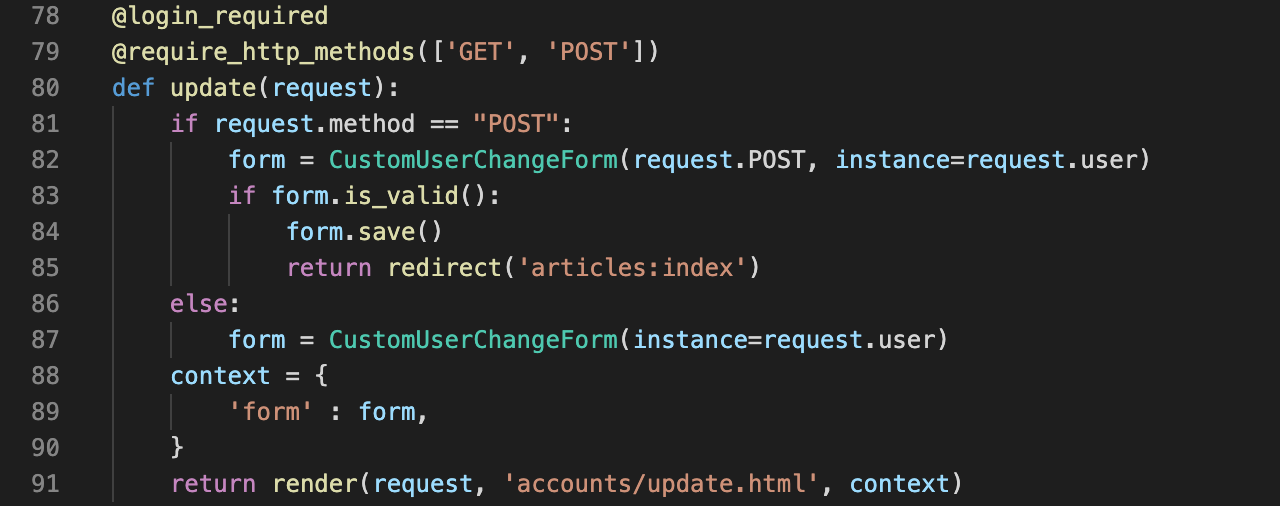 78 @login_required
79 @require_http_methods(['GET', 'POST'])
80 def update(request):
81     if request.method == "POST":
82         form = CustomUserChangeForm(request.POST, instance=request.user)
83         if form.is_valid():
84             form.save()
85             return redirect('articles:index')
86     else:
87         form = CustomUserChangeForm(instance=request.user)
88     context = {
89         'form' : form,
90     }
91     return render(request, 'accounts/update.html', context)